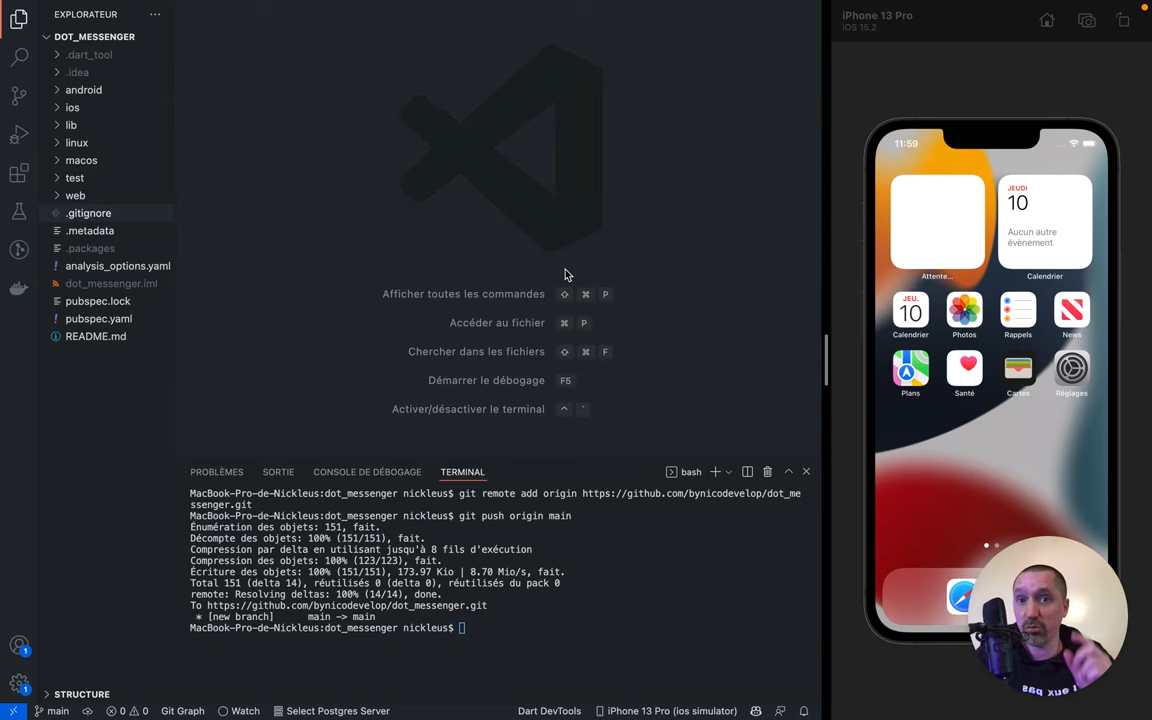 EXPLORATEUR
DOT_MESSENGER
.dart_tool
.idea
android
ios
lib
linux
macos
test
web
.gitignore
.metadata
.packages
analysis_options.yaml
dot_messenger.iml
pubspec.lock
pubspec.yaml
README.md
STRUCTURE
1
1
Afficher toutes les commandes ⇧ ⌘ P
Accéder au fichier ⌘ P
Chercher dans les fichiers ⇧ ⌘ F
Démarrer le débogage F5
Activer/désactiver le terminal ^ `
PROBLÈMES SORTIE CONSOLE DE DÉBOGAGE TERMINAL
bash
MacBook-Pro-de-Nickleus:dot_messenger nickleus$ git remote add origin https://github.com/bynicodevelop/dot_me
ssenger.git
MacBook-Pro-de-Nickleus:dot_messenger nickleus$ git push origin main
Énumération des objets: 151, fait.
Décompte des objets: 100% (151/151), fait.
Compression par delta en utilisant jusqu'à 8 fils d'exécution
Compression des objets: 100% (123/123), fait.
Écriture des objets: 100% (151/151), 173.97 Kio | 8.70 Mio/s, fait.
Total 151 (delta 14), réutilisés 0 (delta 0), réutilisés du pack 0
remote: Resolving deltas: 100% (14/14), done.
To https://github.com/bynicodevelop/dot_messenger.git
* [new branch] main -> main
MacBook-Pro-de-Nickleus:dot_messenger nickleus$
main 0 0 Git Graph Watch Select Postgres Server Dart DevTools iPhone 13 Pro (ios simulator)
iPhone 13 Pro
iOS 15.2
11:59
JEUDI
10
Aucun autre
évènement
Attente... Calendrier
JEU.
10
Calendrier Photos Rappels News
Plans Santé Cartes Réglages